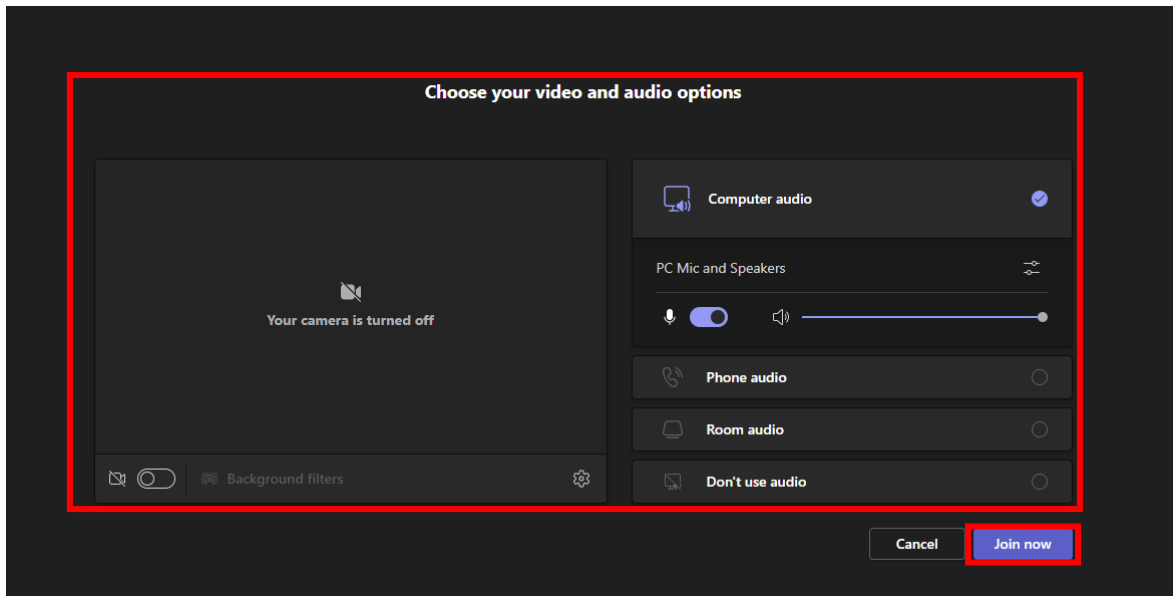 Choose your video and audio options
Your camera is turned off
Background filters
Computer audio
PC Mic and Speakers
Phone audio
Room audio
Don't use audio
Cancel
Join now